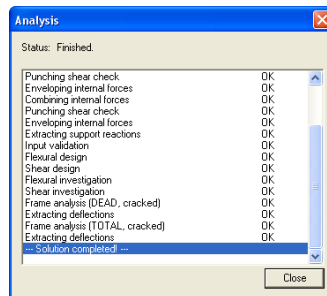 Analysis
Status: Finished.
Punching shear check OK
Enveloping internal forces OK
Combining internal forces OK
Punching shear check OK
Enveloping internal forces OK
Extracting support reactions OK
Input validation OK
Flexural design OK
Shear design OK
Flexural investigation OK
Shear investigation OK
Frame analysis (DEAD, cracked) OK
Extracting deflections OK
Frame analysis (TOTAL, cracked) OK
Extracting deflections OK
--- Solution completed! ---
Close